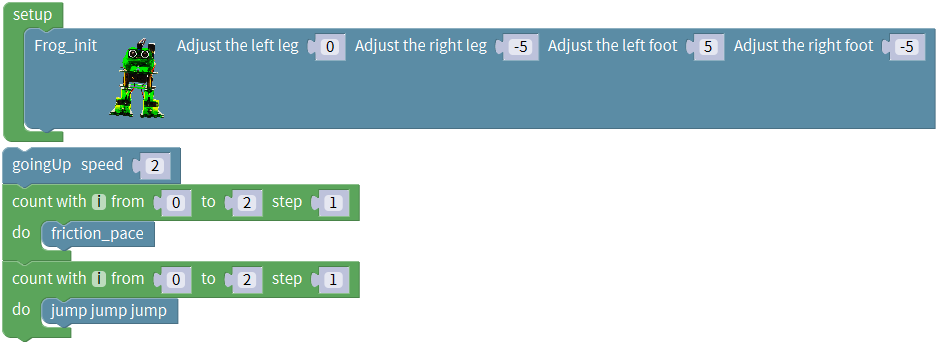 setup
Frog_init Adjust the left leg 0 Adjust the right leg -5 Adjust the left foot 5 Adjust the right foot -5
goingUp speed 2
count with i from 0 to 2 step 1
do friction_pace
count with i from 0 to 2 step 1
do jump jump jump